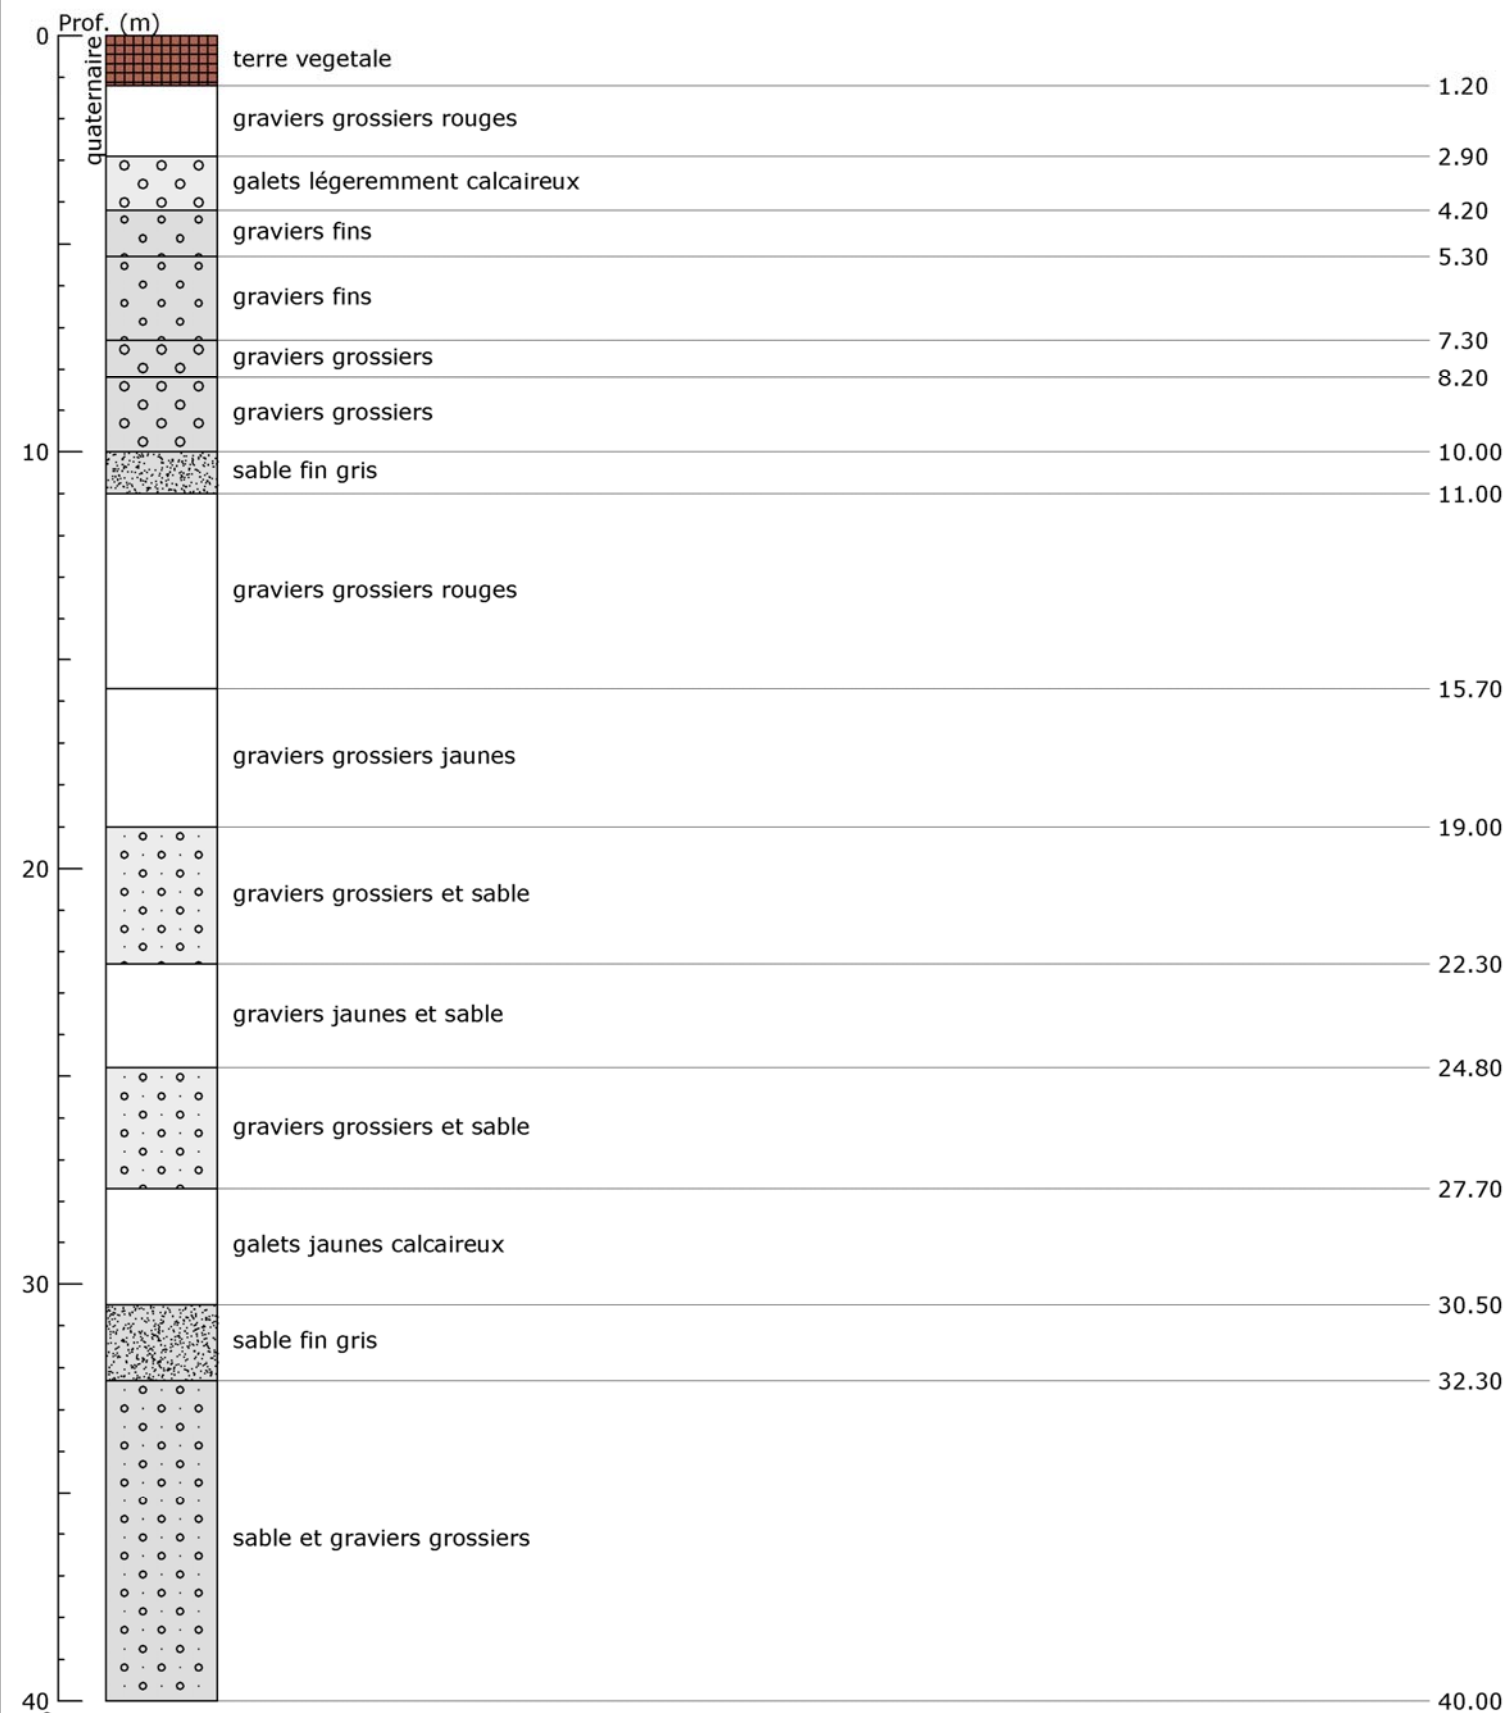 Prof. (m)
0
quaternaire
terre vegetale
1.20
graviers grossiers rouges
2.90
galets légeremment calcaireux
4.20
graviers fins
5.30
graviers fins
7.30
graviers grossiers
8.20
graviers grossiers
10
10.00
sable fin gris
11.00
graviers grossiers rouges
15.70
graviers grossiers jaunes
19.00
20
graviers grossiers et sable
22.30
graviers jaunes et sable
24.80
graviers grossiers et sable
27.70
galets jaunes calcaireux
30
30.50
sable fin gris
32.30
sable et graviers grossiers
40
40.00